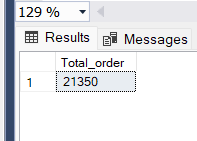 129 %
Results Messages
Total_order
1 21350